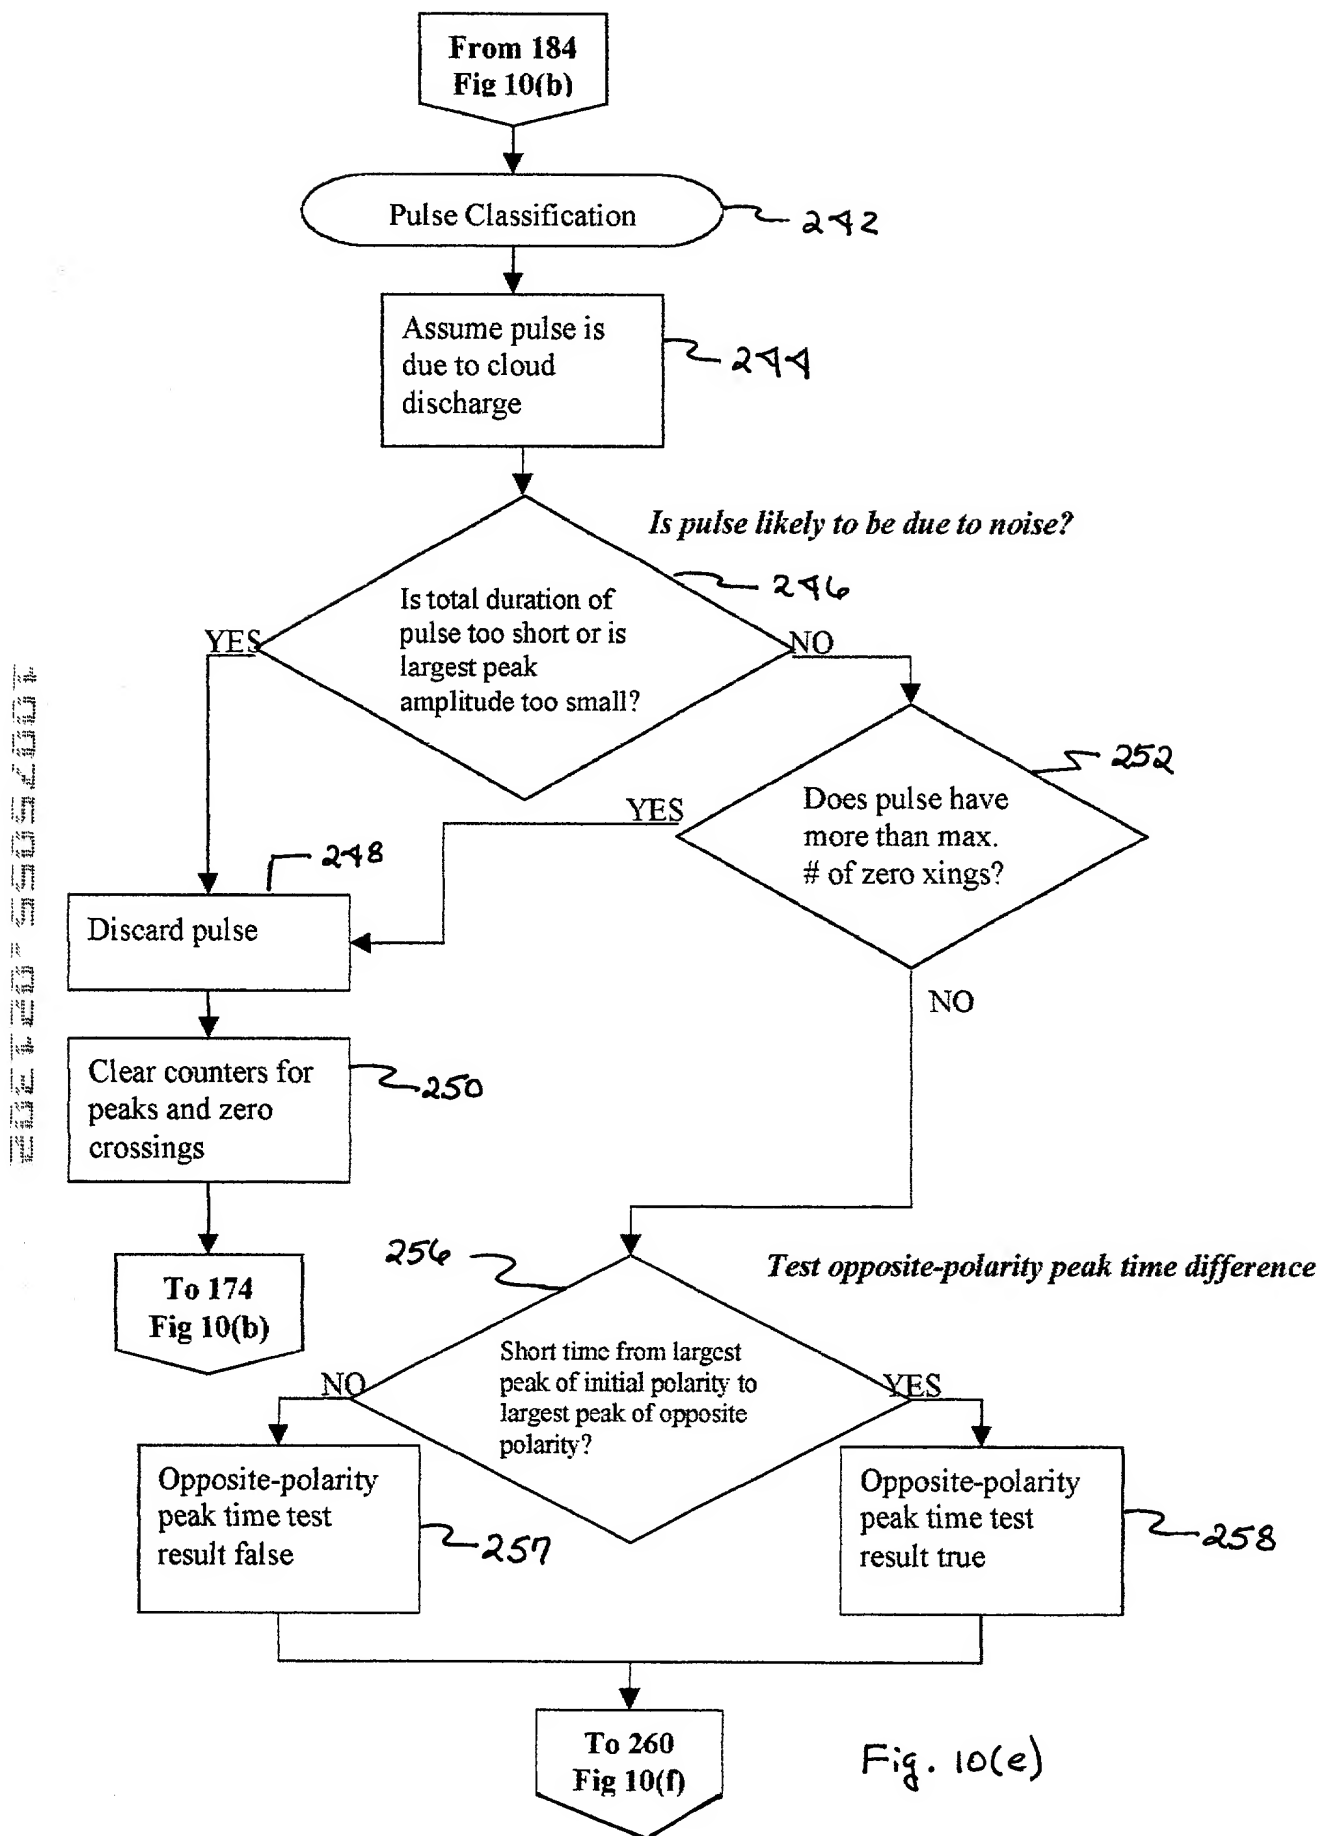 From 184
Fig 10(b)
Pulse Classification
242
Assume pulse is
due to cloud
discharge
244
Is pulse likely to be due to noise?
246
Is total duration of
pulse too short or is
largest peak
amplitude too small?
YES
NO
252
Does pulse have
more than max.
# of zero xings?
YES
NO
248
Discard pulse
Clear counters for
peaks and zero
crossings
250
To 174
Fig 10(b)
256
Test opposite-polarity peak time difference
Short time from largest
peak of initial polarity to
largest peak of opposite
polarity?
NO
YES
Opposite-polarity
peak time test
result false
257
Opposite-polarity
peak time test
result true
258
To 260
Fig 10(f)
Fig. 10(e)